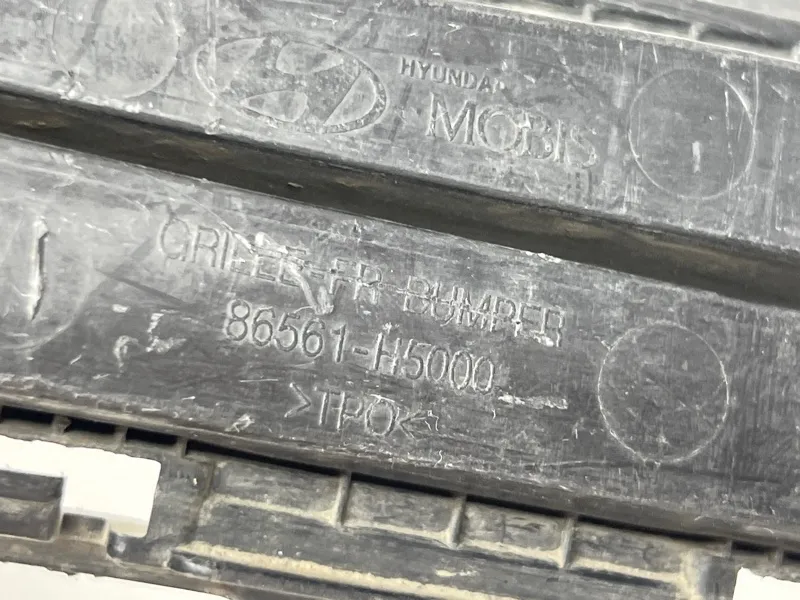 HYUNDAI
MOBIS
GRILLE-FR BUMPER
86561-H5000
>TPO<